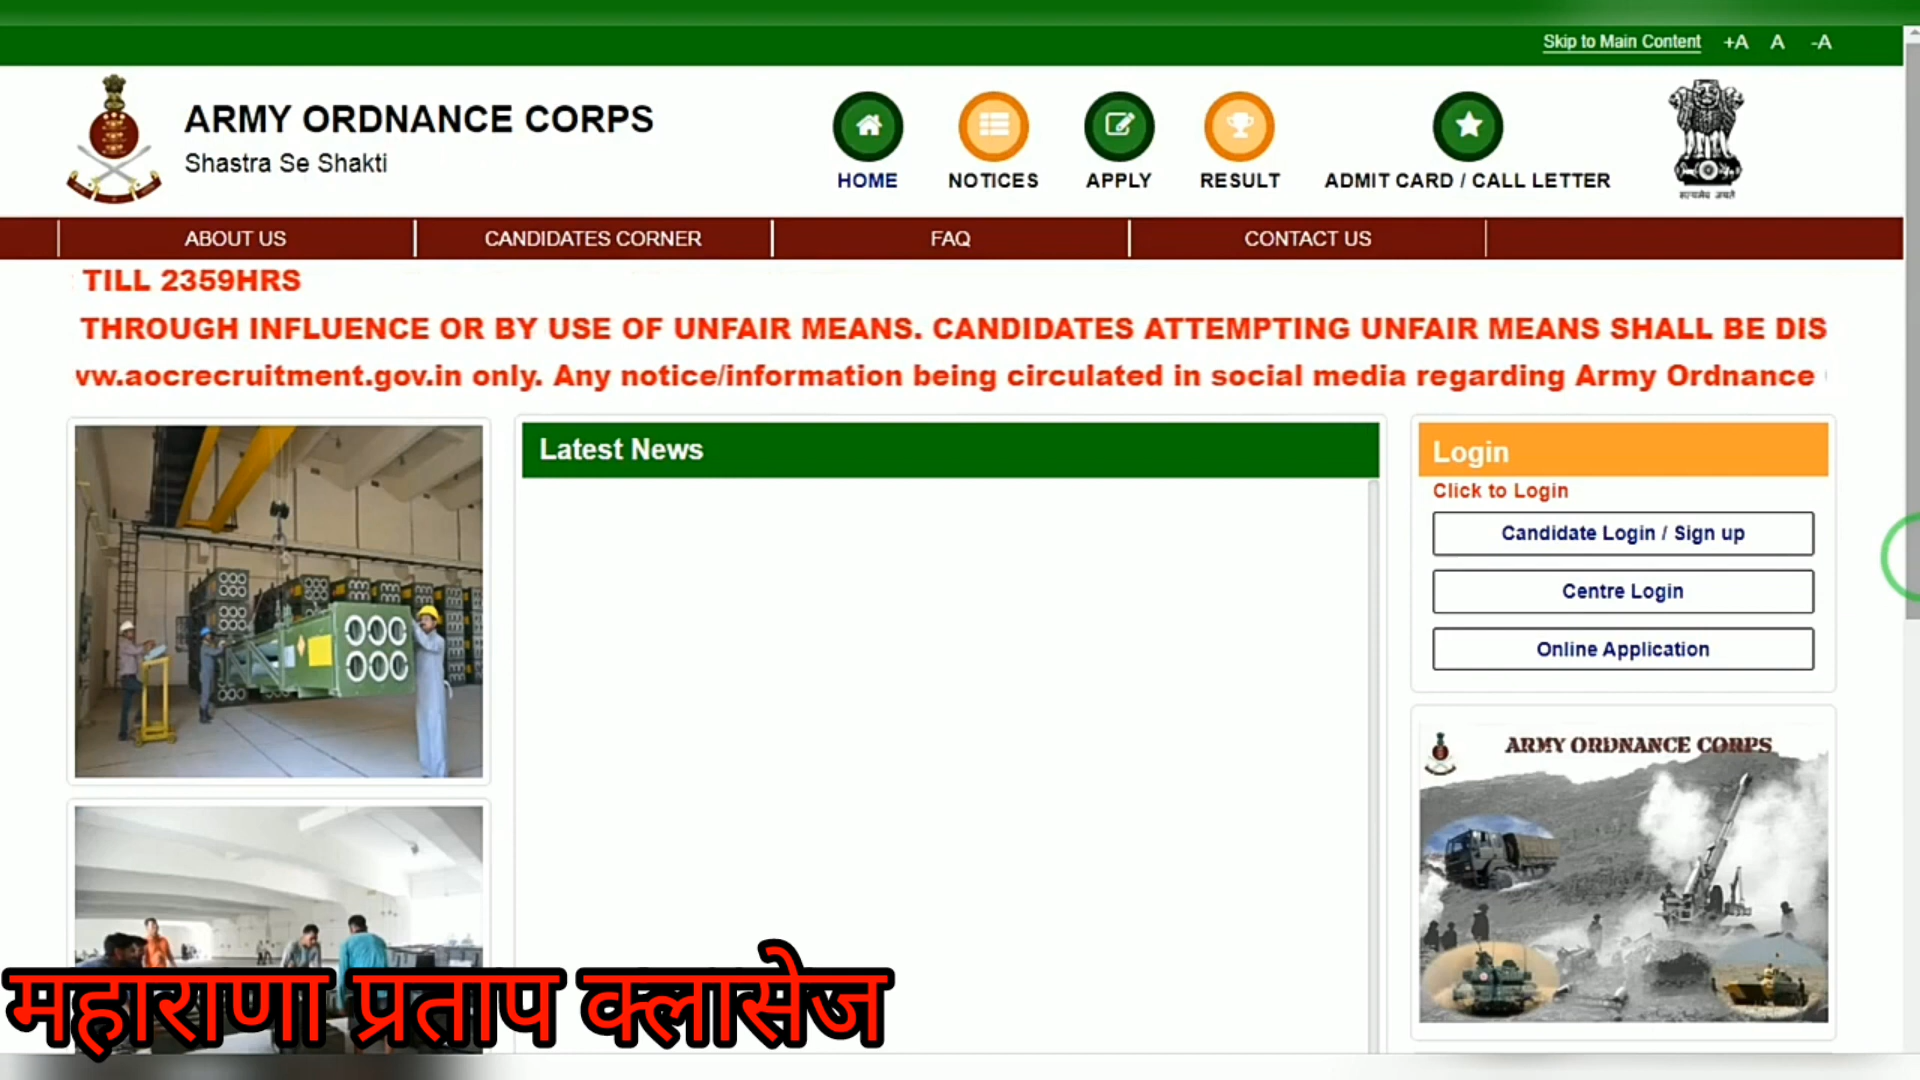 Skip to Main Content +A A -A
ARMY ORDNANCE CORPS
Shastra Se Shakti
HOME NOTICES APPLY RESULT ADMIT CARD / CALL LETTER
सत्यमेव जयते
ABOUT US CANDIDATES CORNER FAQ CONTACT US
TILL 2359HRS
THROUGH INFLUENCE OR BY USE OF UNFAIR MEANS. CANDIDATES ATTEMPTING UNFAIR MEANS SHALL BE DIS
vw.aocrecruitment.gov.in only. Any notice/information being circulated in social media regarding Army Ordnance
Latest News
Login
Click to Login
Candidate Login / Sign up
Centre Login
Online Application
ARMY ORDNANCE CORPS
महाराणा प्रताप क्लासेज